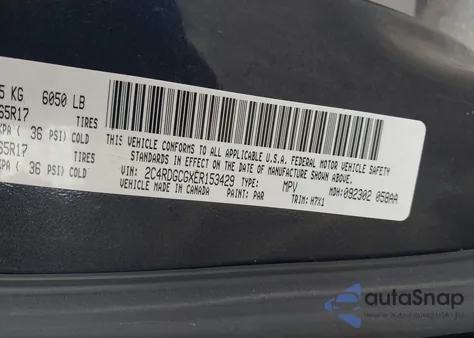 5 KG 6050 LB
65R17 TIRES
KPA ( 36 PSI) COLD
65R17 TIRES
KPA ( 36 PSI) COLD
THIS VEHICLE CONFORMS TO ALL APPLICABLE U.S.A. FEDERAL MOTOR VEHICLE SAFETY
STANDARDS IN EFFECT ON THE DATE OF MANUFACTURE SHOWN ABOVE.
VIN: 2C4RDGCGXER153429 TYPE: MPV MDH: 092302 058AA
VEHICLE MADE IN CANADA PAINT: PAR TRIM: H7X1
autoSnap